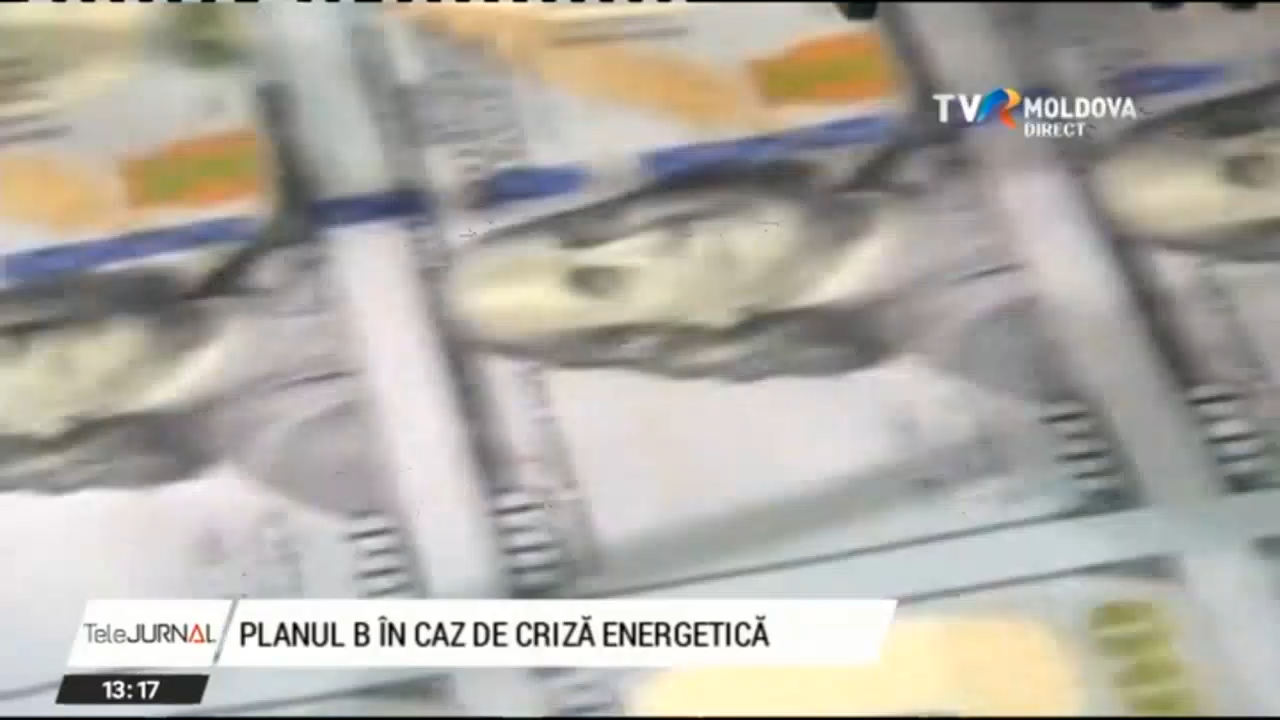 TVR MOLDOVA
DIRECT
TeleJURNAL
PLANUL B ÎN CAZ DE CRIZĂ ENERGETICĂ
13:17